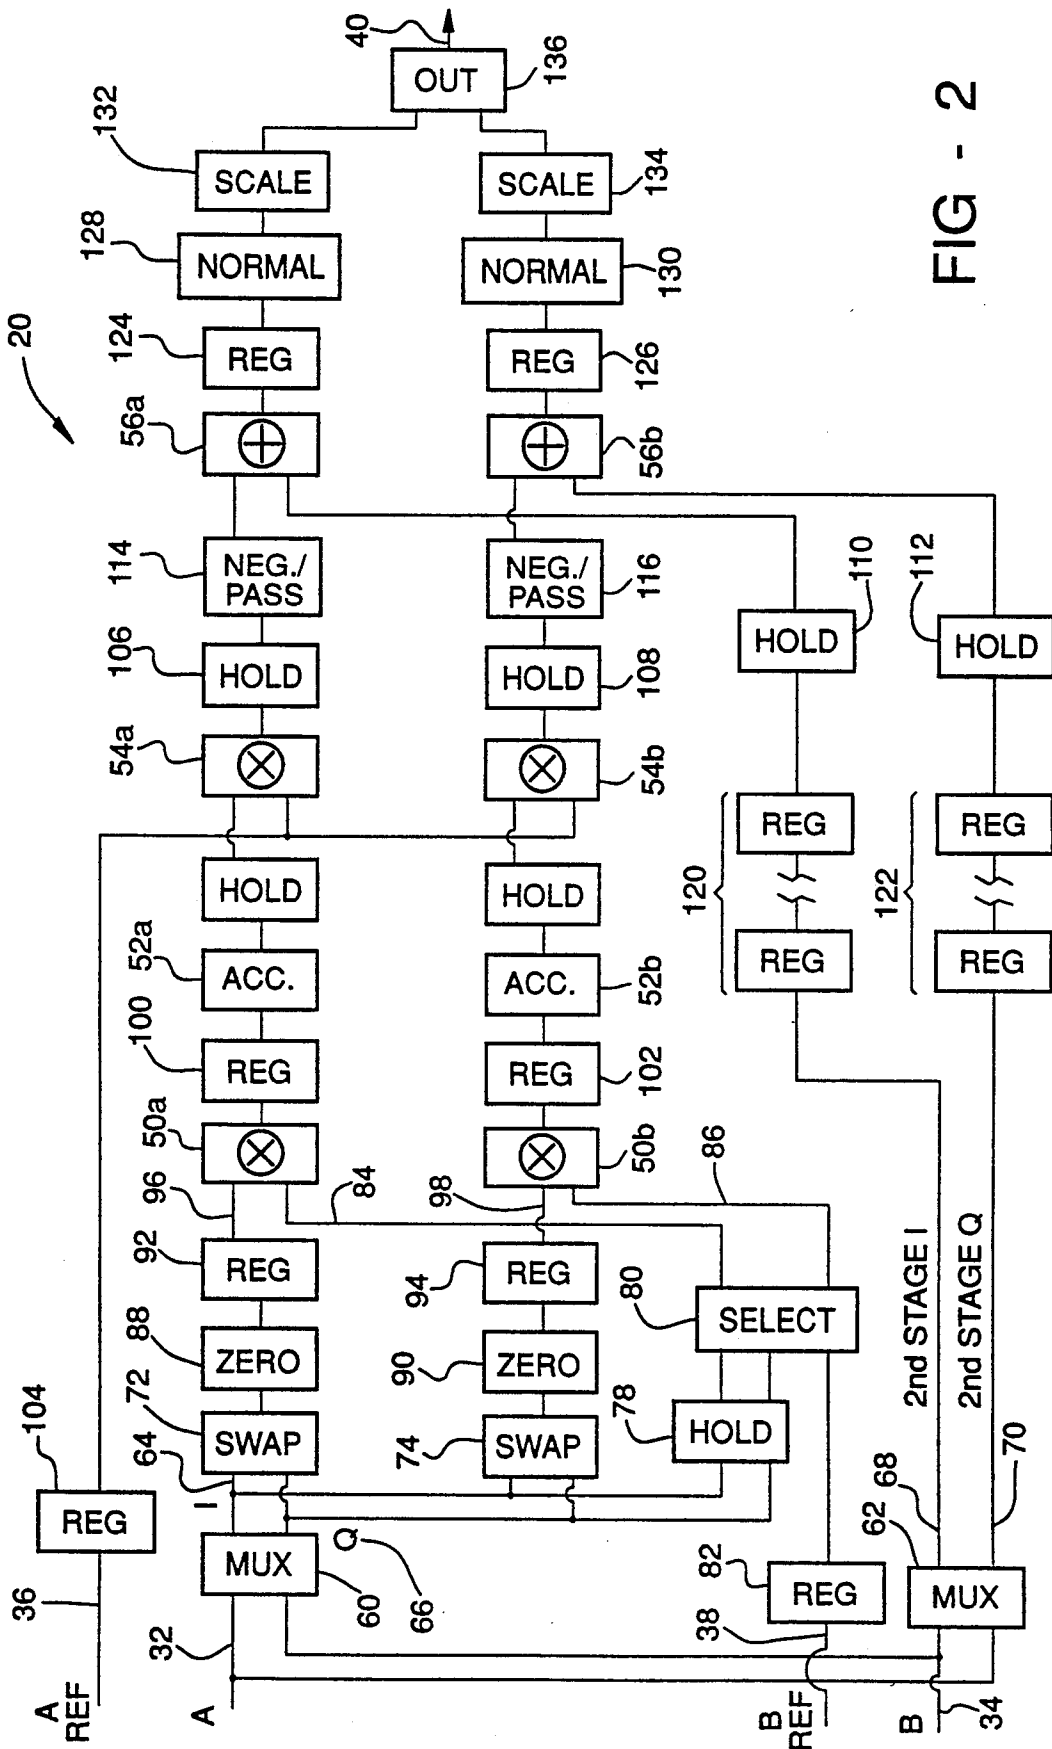 20
A
REF
36
REG
104
A
32
MUX
60
I
64
Q
66
SWAP
72
ZERO
88
REG
92
96
50a
REG
100
ACC.
52a
HOLD
54a
HOLD
106
NEG./
PASS
114
56a
REG
124
NORMAL
128
SCALE
132
OUT
136
40
SWAP
74
ZERO
90
REG
94
98
84
50b
86
REG
102
ACC.
52b
HOLD
54b
HOLD
108
NEG./
PASS
116
56b
REG
126
NORMAL
130
SCALE
134
B
REF
38
REG
82
HOLD
78
SELECT
80
B
34
MUX
62
68
2nd STAGE I
70
2nd STAGE Q
REG
REG
120
HOLD
110
REG
REG
122
HOLD
112
FIG - 2